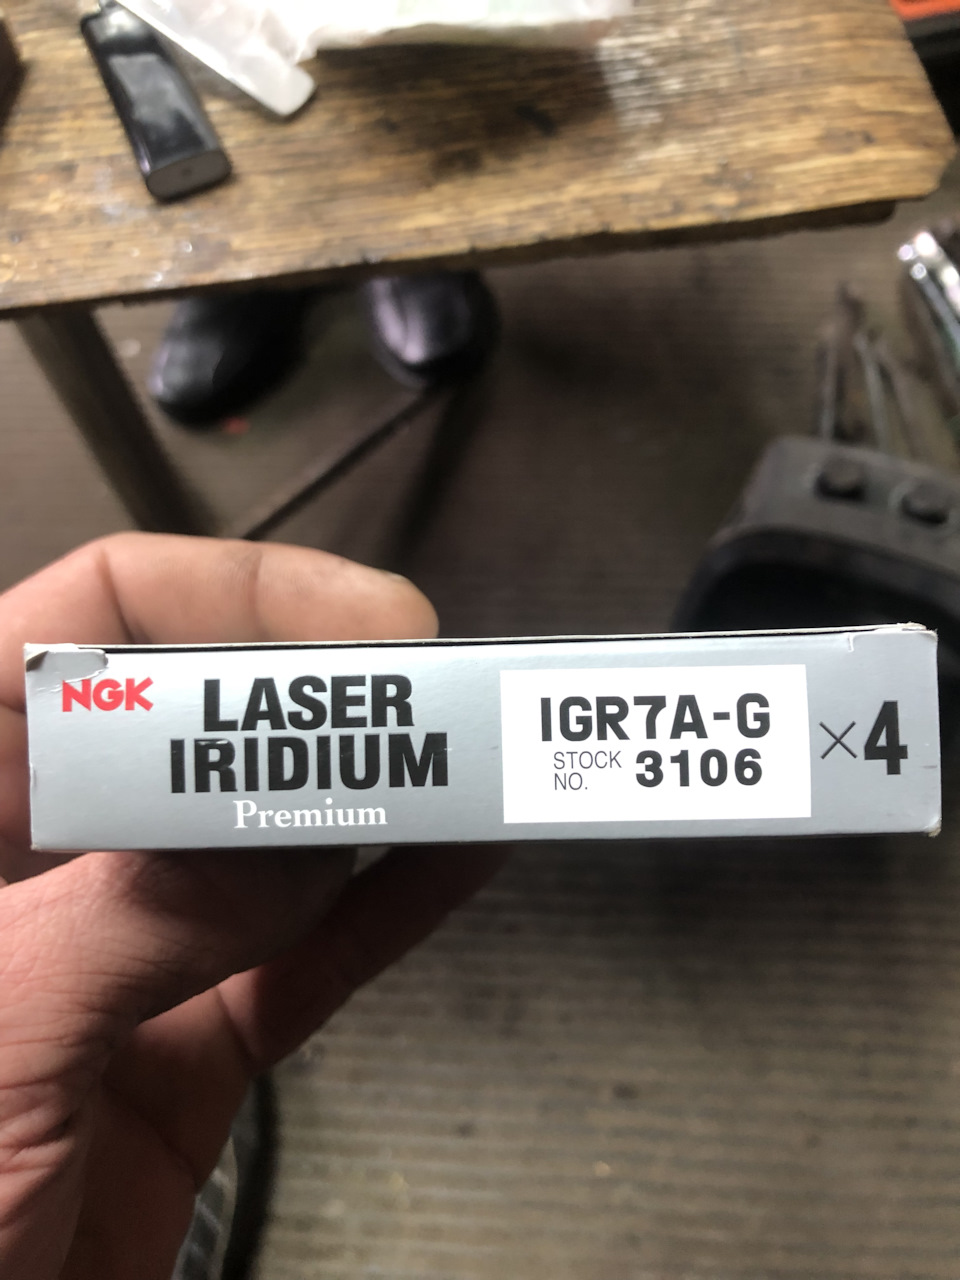 NGK
LASER
IRIDIUM
Premium
IGR7A-G
STOCK
NO.
3106
×4